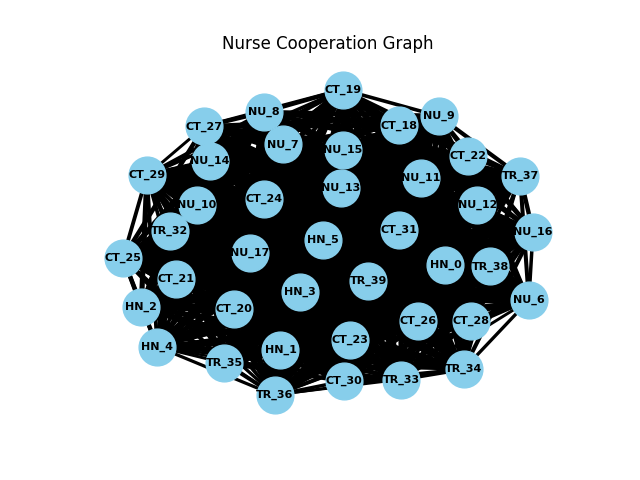 Nurse Cooperation Graph
CT_19
NU_8
NU_9
CT_27
CT_18
NU_7
NU_15
CT_22
NU_14
CT_29
TR_37
NU_11
NU_13
CT_24
NU_10
NU_12
TR_32
CT_31
NU_16
HN_5
NU_17
CT_25
HN_0
TR_38
CT_21
TR_39
HN_3
NU_6
HN_2
CT_20
CT_26
CT_28
CT_23
HN_4
HN_1
TR_35
TR_34
CT_30
TR_33
TR_36